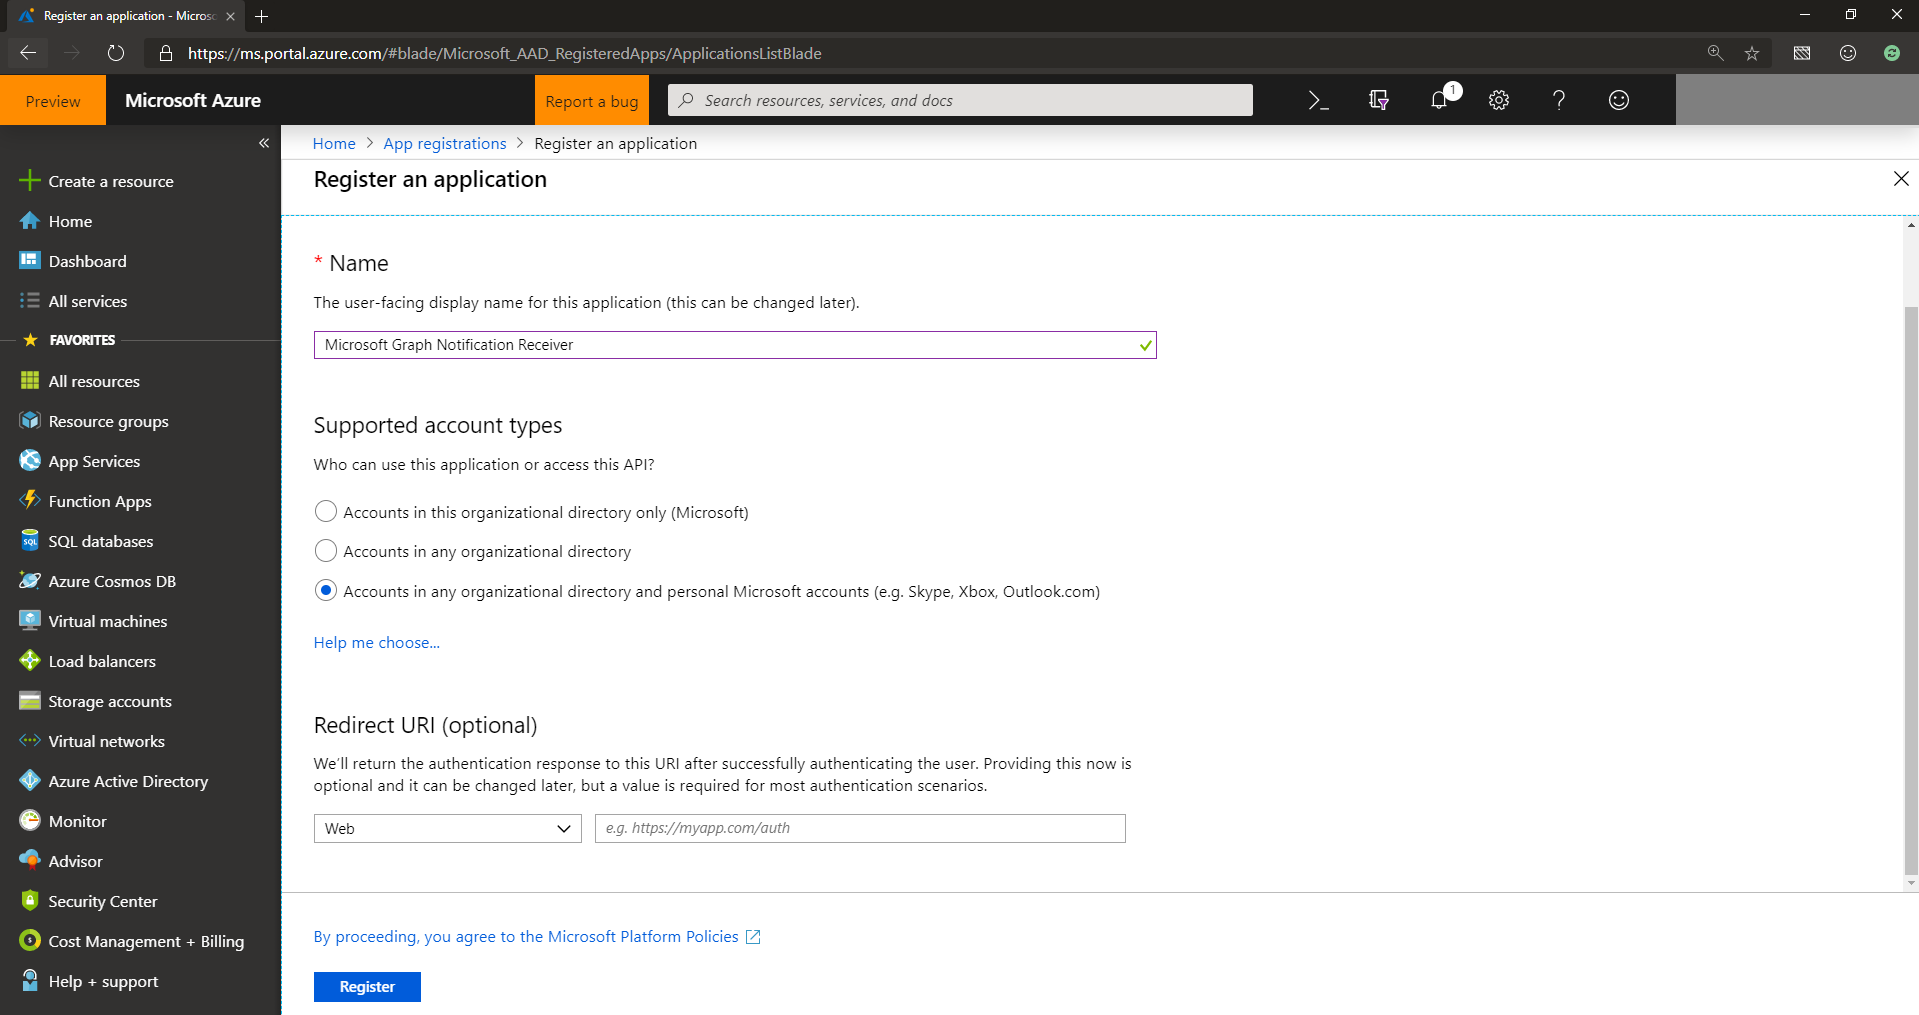 Register an application - Micros
https://ms.portal.azure.com/#blade/Microsoft_AAD_RegisteredApps/ApplicationsListBlade
Preview
Microsoft Azure
Report a bug
Search resources, services, and docs
1
Create a resource
Home
Dashboard
All services
FAVORITES
All resources
Resource groups
App Services
Function Apps
SQL
SQL databases
Azure Cosmos DB
Virtual machines
Load balancers
Storage accounts
Virtual networks
Azure Active Directory
Monitor
Advisor
Security Center
Cost Management + Billing
Help + support
Home > App registrations > Register an application
Register an application
* Name
The user-facing display name for this application (this can be changed later).
Microsoft Graph Notification Receiver
Supported account types
Who can use this application or access this API?
Accounts in this organizational directory only (Microsoft)
Accounts in any organizational directory
Accounts in any organizational directory and personal Microsoft accounts (e.g. Skype, Xbox, Outlook.com)
Help me choose...
Redirect URI (optional)
We'll return the authentication response to this URI after successfully authenticating the user. Providing this now is
optional and it can be changed later, but a value is required for most authentication scenarios.
Web
e.g. https://myapp.com/auth
By proceeding, you agree to the Microsoft Platform Policies
Register